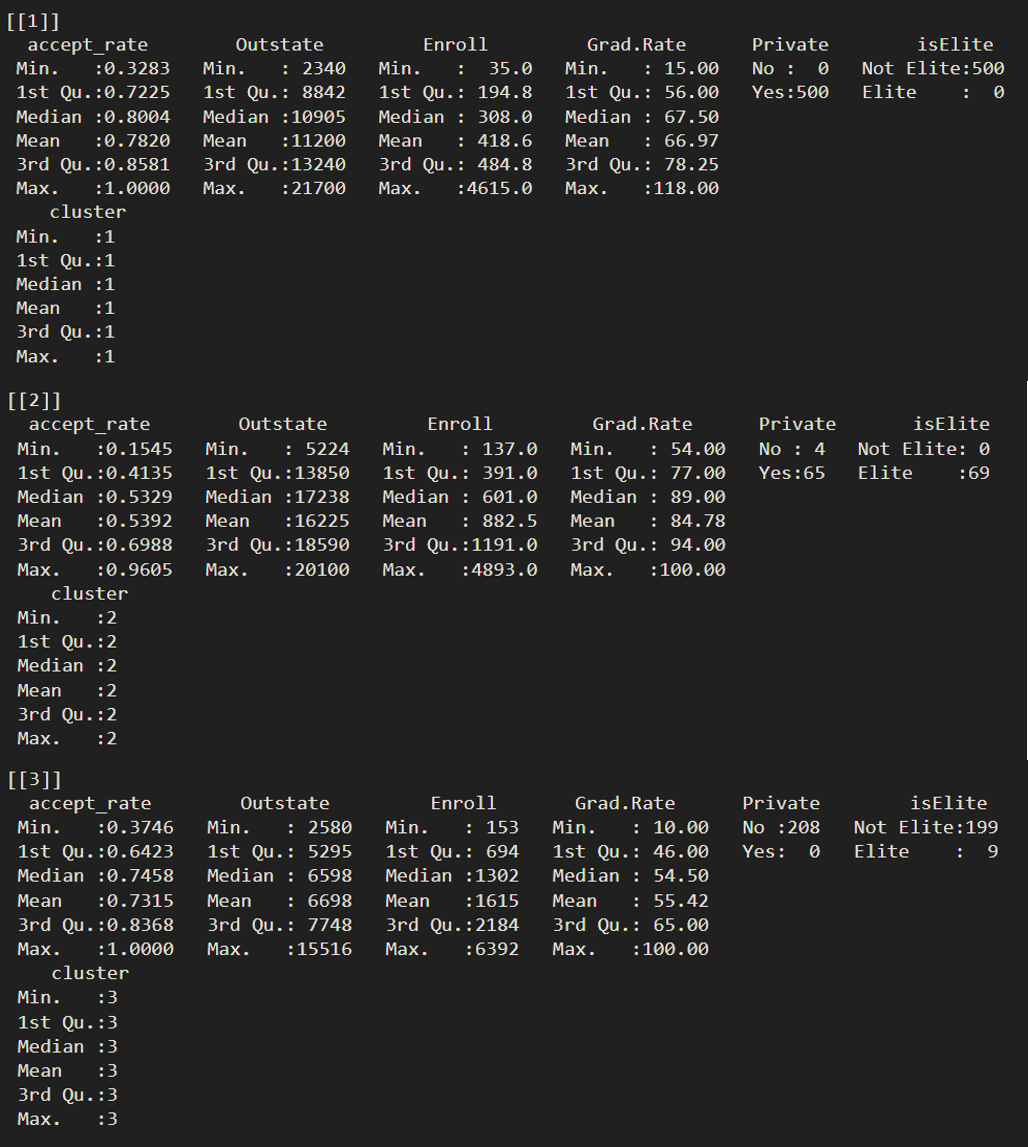 [[1]]
  accept_rate        Outstate         Enroll         Grad.Rate      Private        isElite
 Min.   :0.3283   Min.   : 2340   Min.   :  35.0   Min.   : 15.00   No :  0   Not Elite:500
 1st Qu.:0.7225   1st Qu.: 8842   1st Qu.: 194.8   1st Qu.: 56.00   Yes:500   Elite    :  0
 Median :0.8004   Median :10905   Median : 308.0   Median : 67.50
 Mean   :0.7820   Mean   :11200   Mean   : 418.6   Mean   : 66.97
 3rd Qu.:0.8581   3rd Qu.:13240   3rd Qu.: 484.8   3rd Qu.: 78.25
 Max.   :1.0000   Max.   :21700   Max.   :4615.0   Max.   :118.00
    cluster
 Min.   :1
 1st Qu.:1
 Median :1
 Mean   :1
 3rd Qu.:1
 Max.   :1
[[2]]
  accept_rate        Outstate         Enroll         Grad.Rate      Private       isElite
 Min.   :0.1545   Min.   : 5224   Min.   : 137.0   Min.   : 54.00   No : 4   Not Elite: 0
 1st Qu.:0.4135   1st Qu.:13850   1st Qu.: 391.0   1st Qu.: 77.00   Yes:65   Elite    :69
 Median :0.5329   Median :17238   Median : 601.0   Median : 89.00
 Mean   :0.5392   Mean   :16225   Mean   : 882.5   Mean   : 84.78
 3rd Qu.:0.6988   3rd Qu.:18590   3rd Qu.:1191.0   3rd Qu.: 94.00
 Max.   :0.9605   Max.   :20100   Max.   :4893.0   Max.   :100.00
    cluster
 Min.   :2
 1st Qu.:2
 Median :2
 Mean   :2
 3rd Qu.:2
 Max.   :2
[[3]]
  accept_rate        Outstate         Enroll       Grad.Rate      Private        isElite
 Min.   :0.3746   Min.   : 2580   Min.   : 153   Min.   : 10.00   No :208   Not Elite:199
 1st Qu.:0.6423   1st Qu.: 5295   1st Qu.: 694   1st Qu.: 46.00   Yes:  0   Elite    :  9
 Median :0.7458   Median : 6598   Median :1302   Median : 54.50
 Mean   :0.7315   Mean   : 6698   Mean   :1615   Mean   : 55.42
 3rd Qu.:0.8368   3rd Qu.: 7748   3rd Qu.:2184   3rd Qu.: 65.00
 Max.   :1.0000   Max.   :15516   Max.   :6392   Max.   :100.00
    cluster
 Min.   :3
 1st Qu.:3
 Median :3
 Mean   :3
 3rd Qu.:3
 Max.   :3